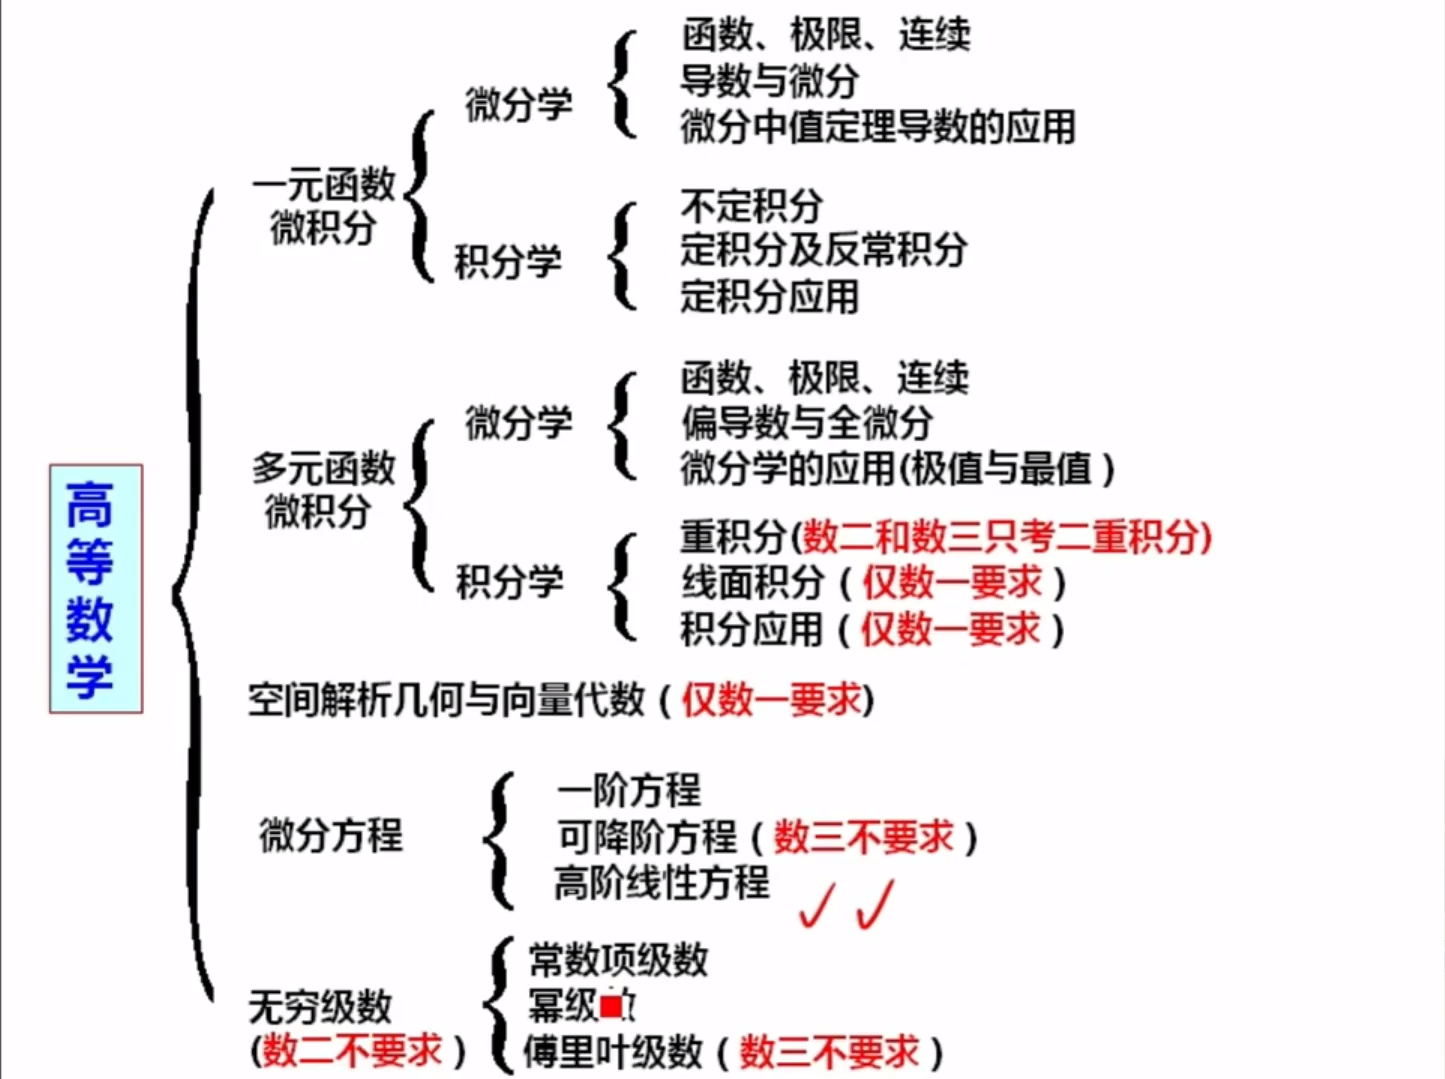 高等数学
一元函数
微积分
微分学
函数、极限、连续
导数与微分
微分中值定理导数的应用
积分学
不定积分
定积分及反常积分
定积分应用
多元函数
微积分
微分学
函数、极限、连续
偏导数与全微分
微分学的应用(极值与最值)
积分学
重积分(数二和数三只考二重积分)
线面积分(仅数一要求)
积分应用(仅数一要求)
空间解析几何与向量代数(仅数一要求)
微分方程
一阶方程
可降阶方程(数三不要求)
高阶线性方程
无穷级数
(数二不要求)
常数项级数
幂级
傅里叶级数(数三不要求)